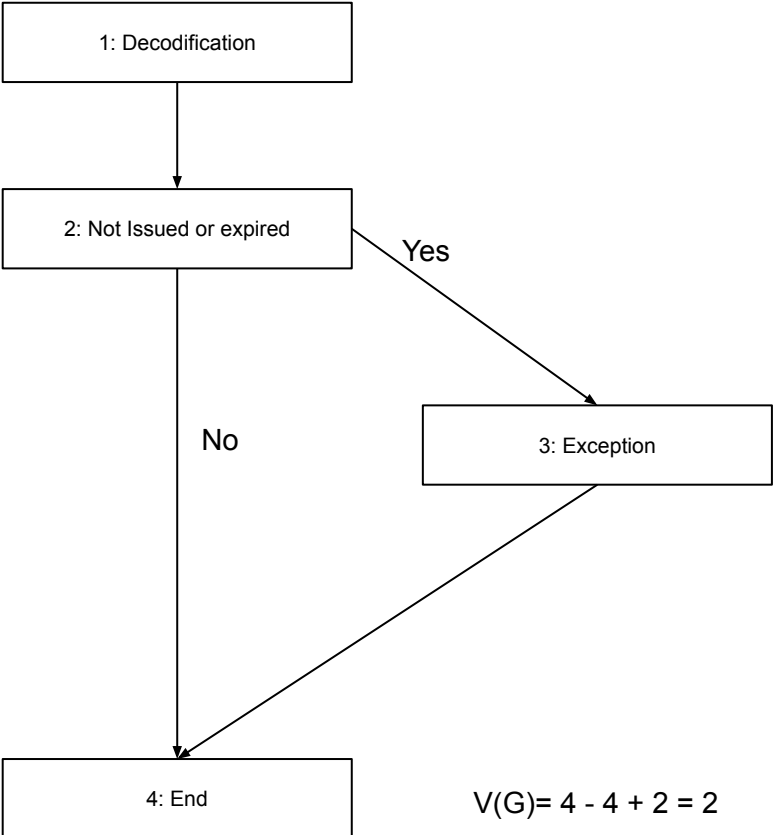 1: Decodification
2: Not Issued or expired
Yes
No
3: Exception
4: End
V(G)= 4 - 4 + 2 = 2